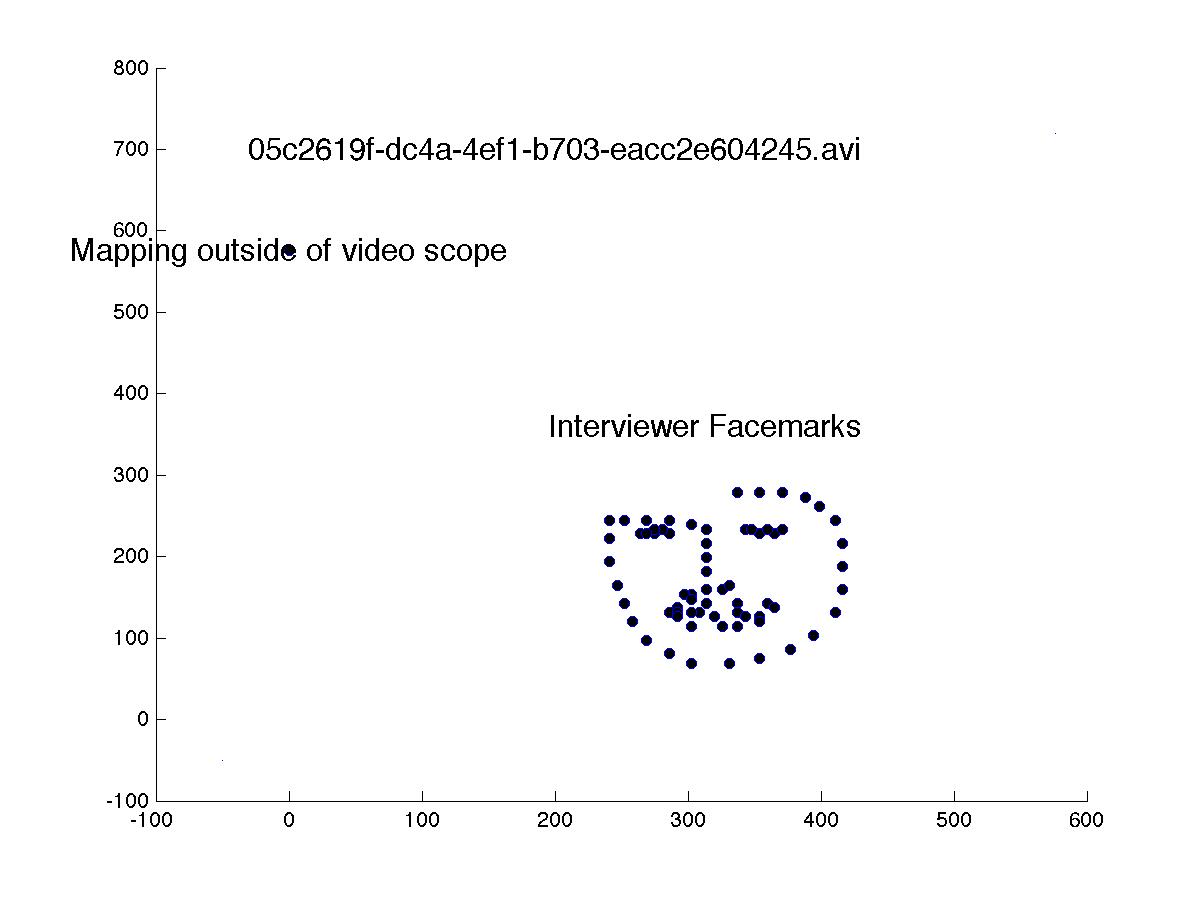 800
05c2619f-dc4a-4ef1-b703-eacc2e604245.avi
700
600
Mapping outside of video scope
500
400
Interviewer Facemarks
300
200
100
0
-100
-100 0 100 200 300 400 500 600